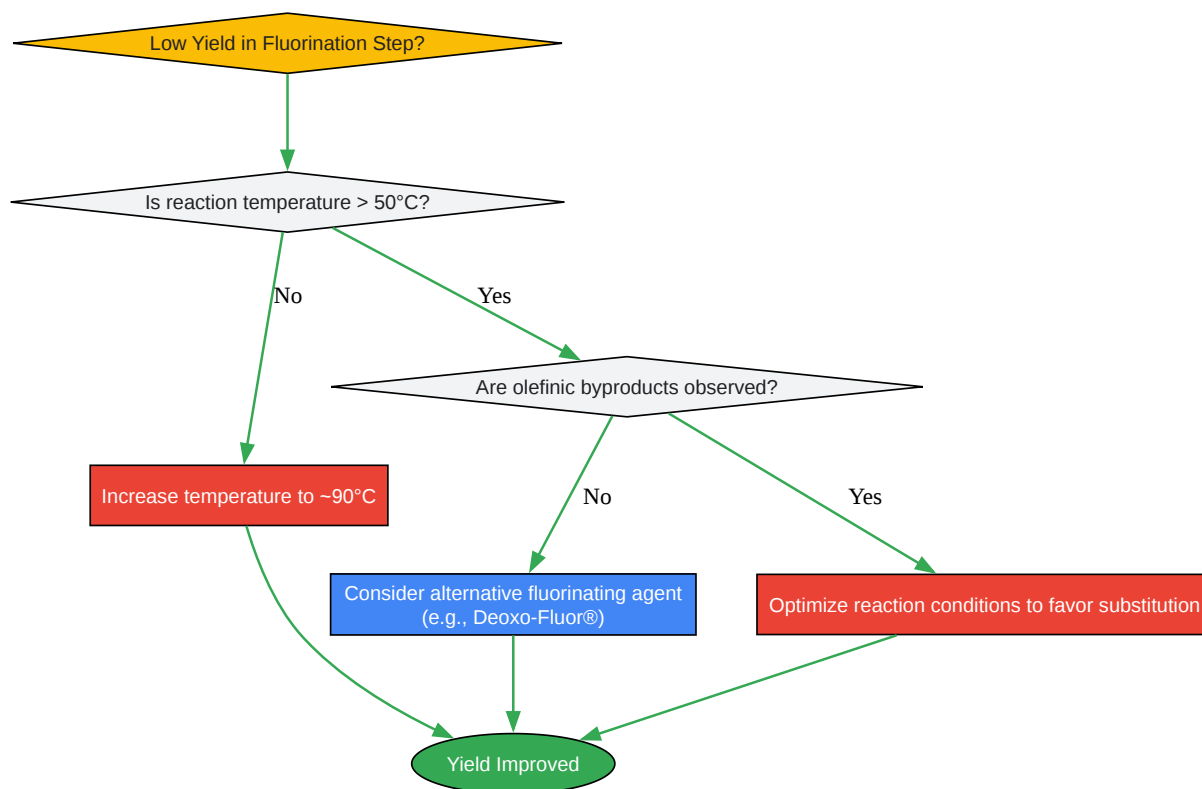 Low Yield in Fluorination Step?
Is reaction temperature > 50°C?
No
Yes
Are olefinic byproducts observed?
Increase temperature to ~90°C
No
Yes
Consider alternative fluorinating agent
(e.g., Deoxo-Fluor®)
Optimize reaction conditions to favor substitution
Yield Improved